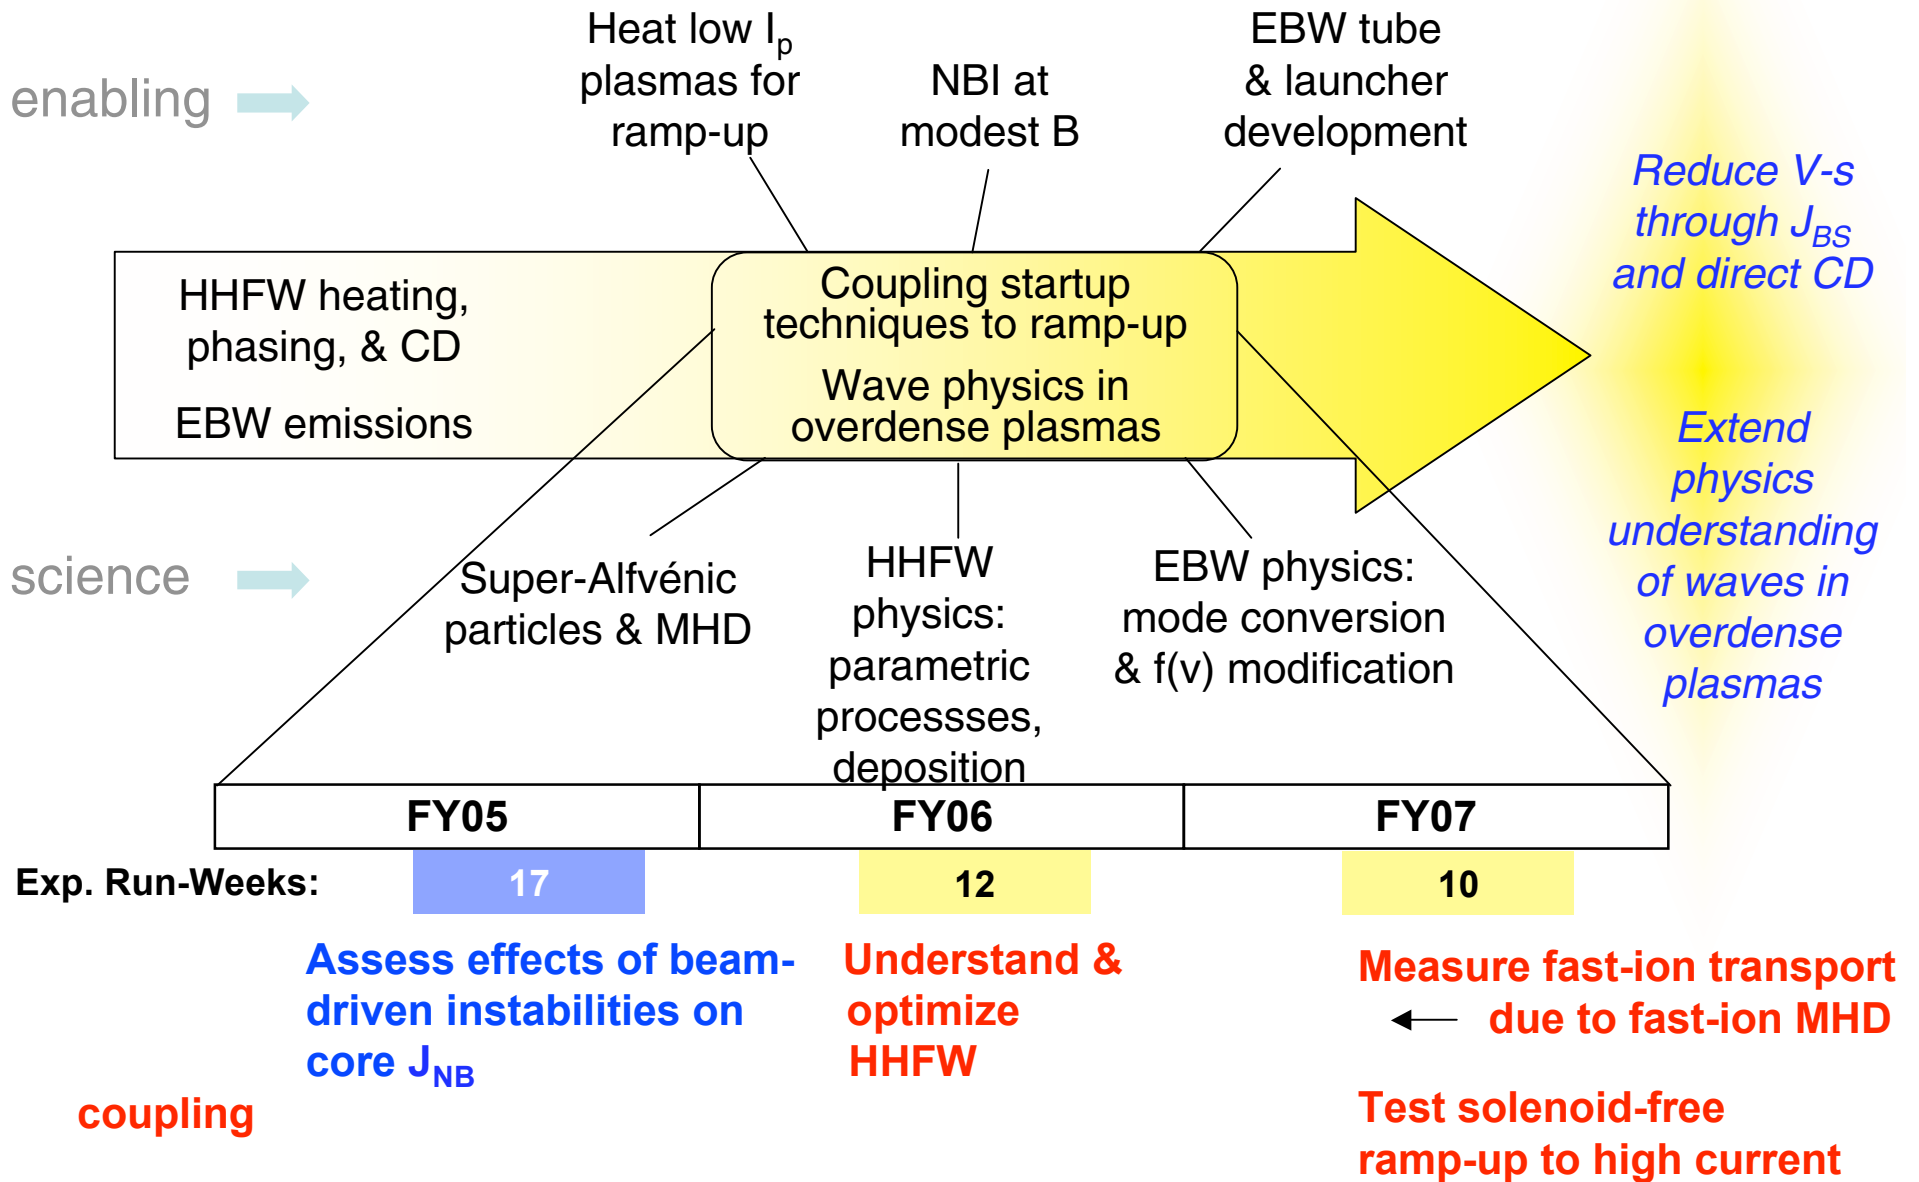 Heat low Ip
plasmas for
ramp-up
NBI at
modest B
EBW tube
& launcher
development
enabling
HHFW heating,
phasing, & CD
EBW emissions
Coupling startup
techniques to ramp-up
Wave physics in
overdense plasmas
Reduce V-s
through JBS
and direct CD
Extend
physics
understanding
of waves in
overdense
plasmas
science
Super-Alfvénic
particles & MHD
HHFW
physics:
parametric
processses,
deposition
EBW physics:
mode conversion
& f(v) modification
FY05
FY06
FY07
Exp. Run-Weeks:
17
12
10
Assess effects of beam-
driven instabilities on
core JNB
Understand &
optimize
HHFW
coupling
Measure fast-ion transport
due to fast-ion MHD
Test solenoid-free
ramp-up to high current